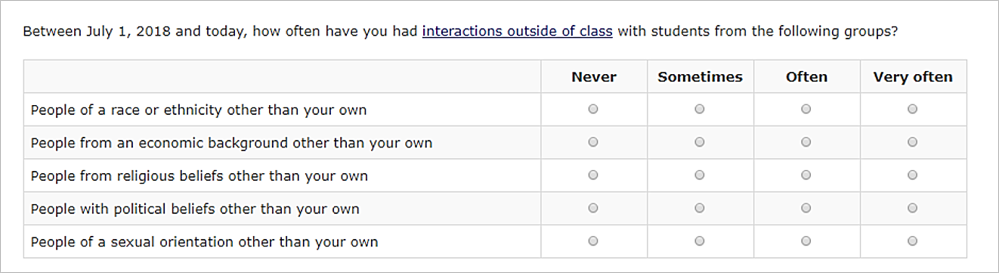 Between July 1, 2018 and today, how often have you had interactions outside of class with students from the following groups?
Never Sometimes Often Very often
People of a race or ethnicity other than your own
People from an economic background other than your own
People from religious beliefs other than your own
People with political beliefs other than your own
People of a sexual orientation other than your own